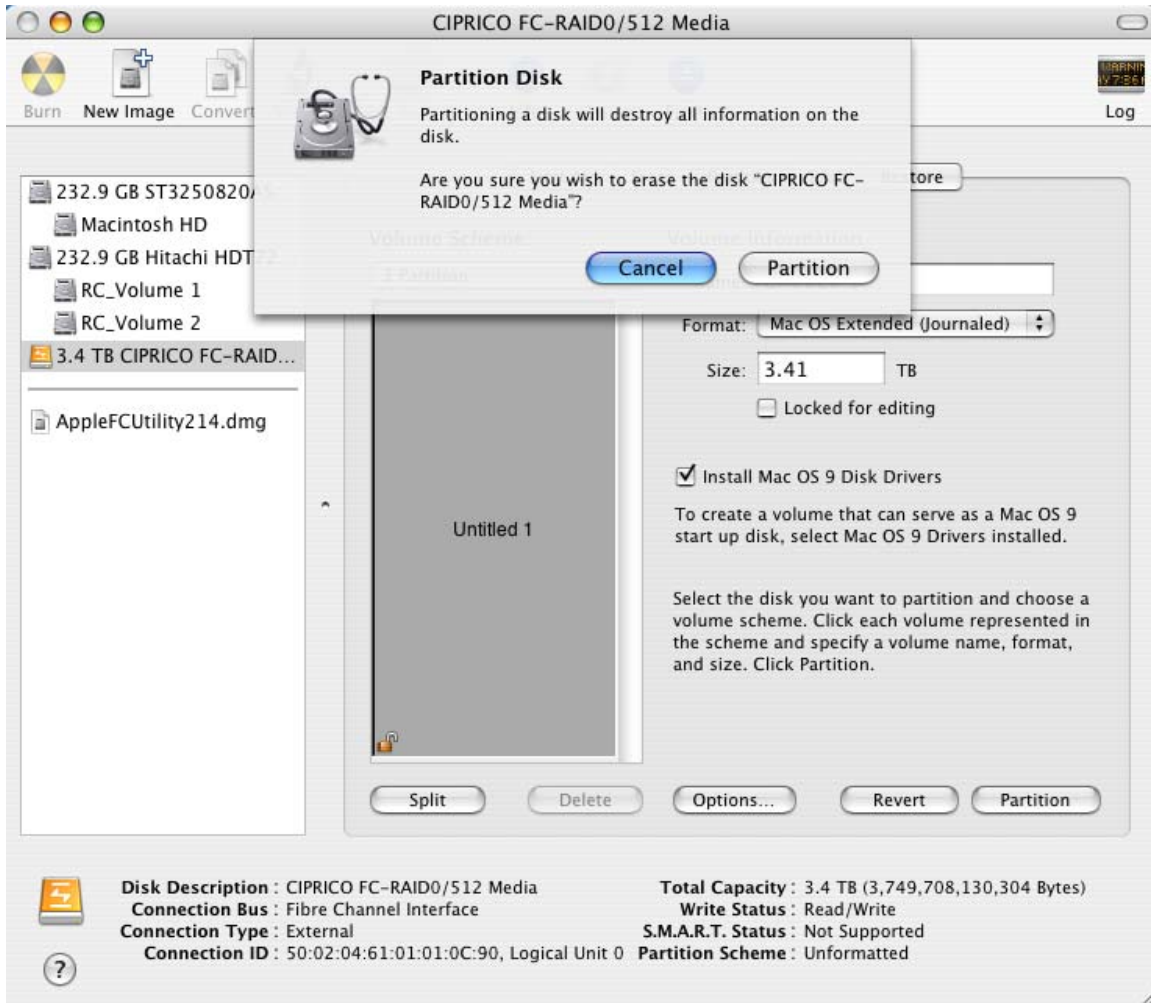 CIPRICO FC-RAID0/512 Media
Burn
New Image
Convert
Log
Partition Disk
Partitioning a disk will destroy all information on the
disk.
Are you sure you wish to erase the disk “CIPRICO FC-
RAID0/512 Media”?
Cancel
Partition
232.9 GB ST3250820AS
Macintosh HD
232.9 GB Hitachi HDT72
RC_Volume 1
RC_Volume 2
3.4 TB CIPRICO FC-RAID...
AppleFCUtility214.dmg
tore
Volume Scheme
Volume Information
1 Partition
Format: Mac OS Extended (Journaled)
Size: 3.41 TB
Locked for editing
Install Mac OS 9 Disk Drivers
To create a volume that can serve as a Mac OS 9
start up disk, select Mac OS 9 Drivers installed.
Untitled 1
Select the disk you want to partition and choose a
volume scheme. Click each volume represented in
the scheme and specify a volume name, format,
and size. Click Partition.
Split
Delete
Options...
Revert
Partition
Disk Description : CIPRICO FC-RAID0/512 Media
Connection Bus : Fibre Channel Interface
Connection Type : External
Connection ID : 50:02:04:61:01:01:0C:90, Logical Unit 0
Total Capacity : 3.4 TB (3,749,708,130,304 Bytes)
Write Status : Read/Write
S.M.A.R.T. Status : Not Supported
Partition Scheme : Unformatted
?